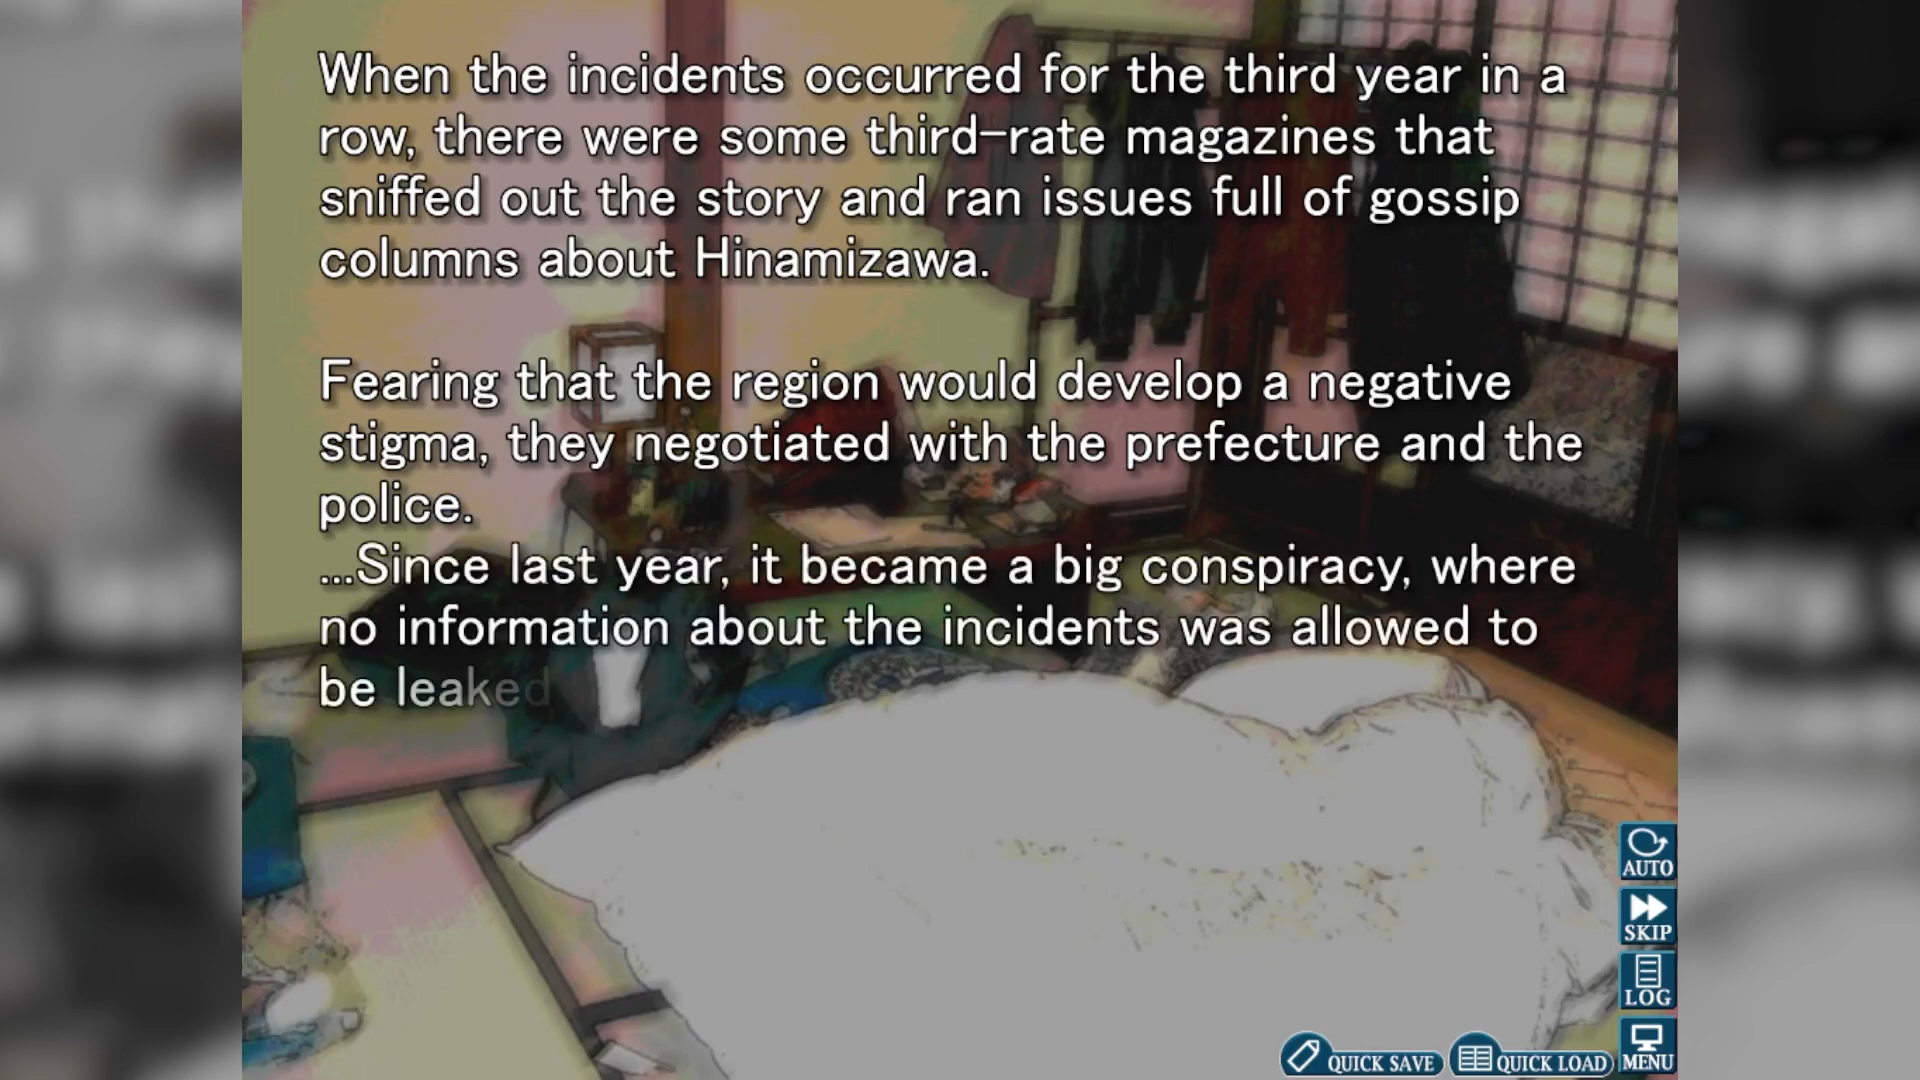 When the incidents occurred for the third year in a
row, there were some third-rate magazines that
sniffed out the story and ran issues full of gossip
columns about Hinamizawa.
Fearing that the region would develop a negative
stigma, they negotiated with the prefecture and the
police.
...Since last year, it became a big conspiracy, where
no information about the incidents was allowed to
be leaked
AUTO
SKIP
LOG
MENU
QUICK SAVE
QUICK LOAD